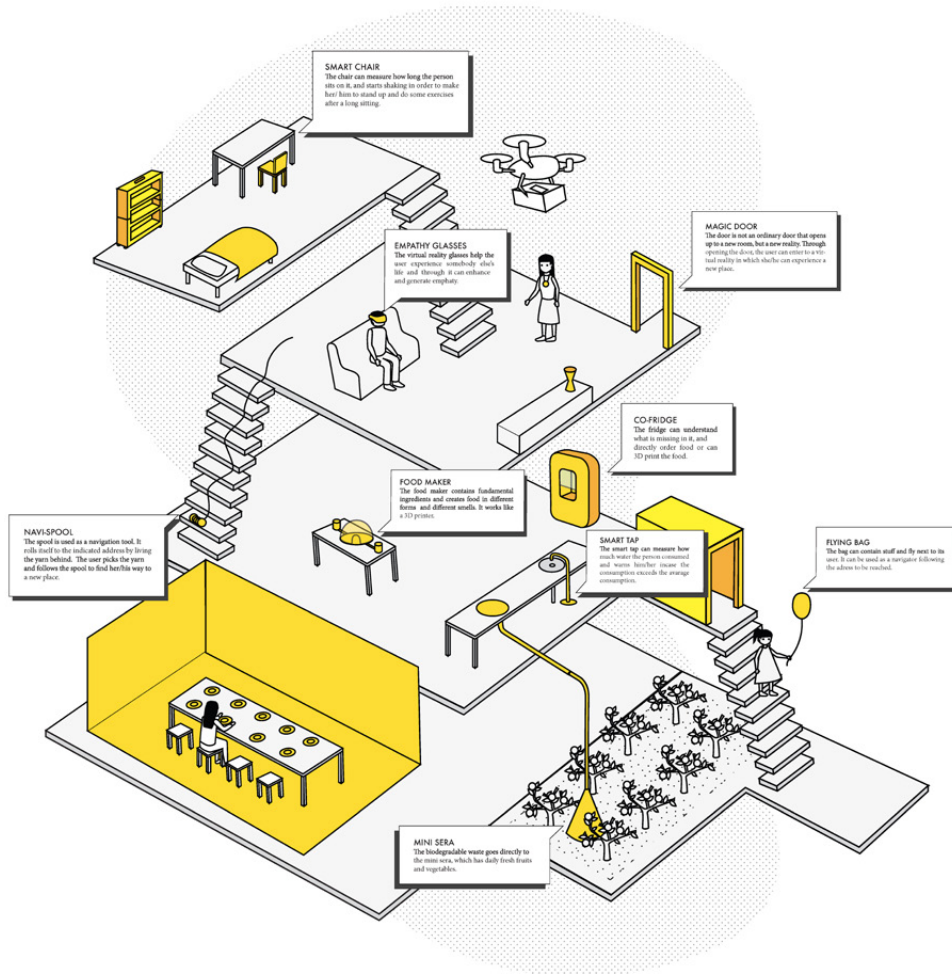 SMART CHAIR
The chair can measure how long the person
sits on it, and starts shaking in order to make
her/ him to stand up and do some exercises
after a long sitting.
MAGIC DOOR
The door is not an ordinary door that opens
up to a new room, but a new reality. Through
opening the door, the user can enter to a vir-
tual reality in which she/he can experience a
new place.
EMPATHY GLASSES
The virtual reality glasses help the
user experience somebody else's
life and through it can enhance
and generate emphaty.
CO-FRIDGE
The fridge can understand
what is missing in it, and
directly order food or can
3D print the food.
FOOD MAKER
The food maker contains fundamental
ingredients and creates food in different
forms and different smells. It works like
a 3D printer.
NAVI-SPOOL
The spool is used as a navigation tool. It
rolls itself to the indicated address by living
the yarn behind. The user picks the yarn
and follows the spool to find her/his way to
a new place.
SMART TAP
The smart tap can measure how
much water the person consumed
and warns him/her incase the
consumption exceeds the avarage
consumption.
FLYING BAG
The bag can contain stuff and fly next to its
user. It can be used as a navigator following
the adress to be reached.
MINI SERA
The biodegradable waste goes directly to
the mini sera, which has daily fresh fruits
and vegetables.